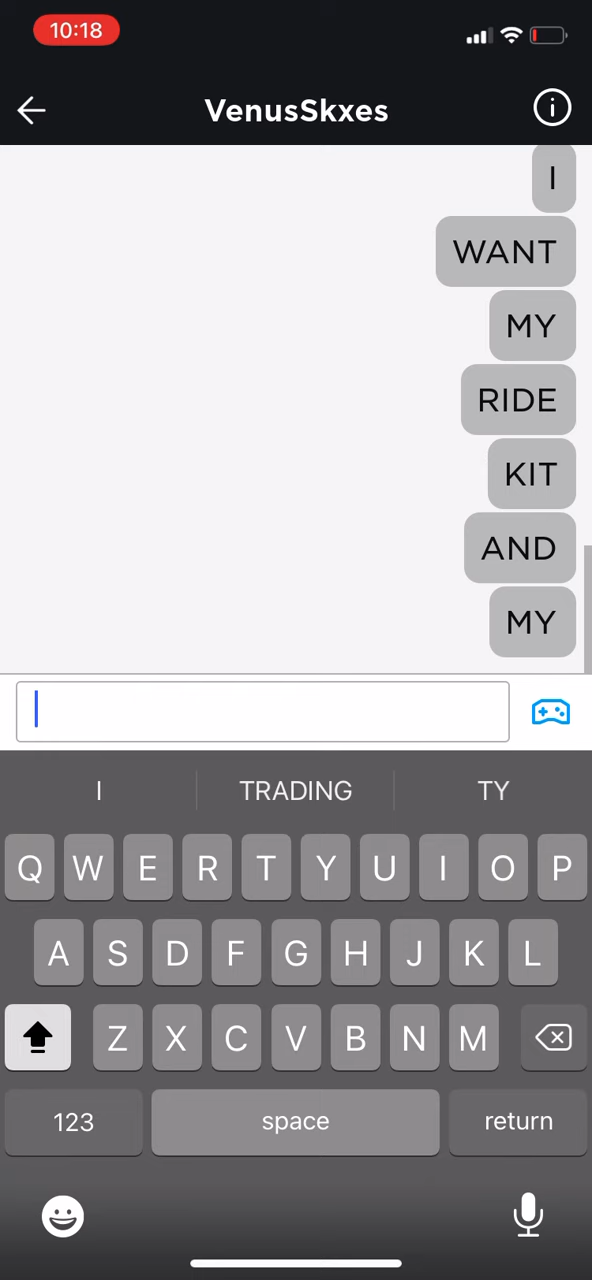 10:18
VenusSkxes
I
WANT
MY
RIDE
KIT
AND
MY
I TRADING TY
Q W E R T Y U I O P
A S D F G H J K L
Z X C V B N M
123 space return